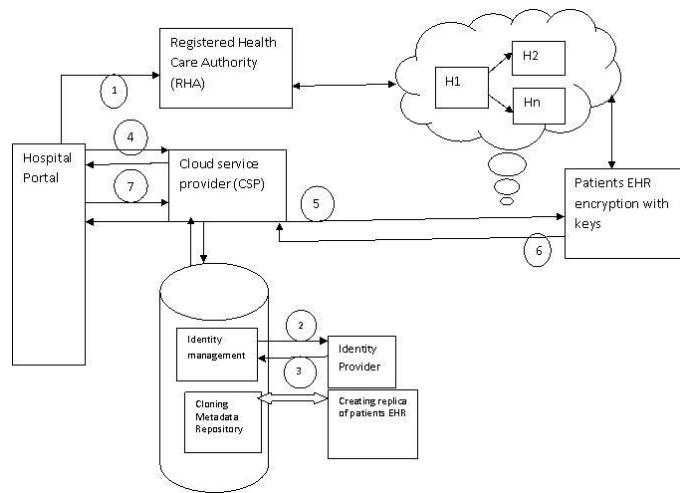 Registered Health
Care Authority
(RHA)
H1
H2
Hn
1
4
Hospital
Portal
Cloud service
provider (CSP)
7
5
Patients EHR
encryption with
keys
6
2
Identity
management
Identity
Provider
3
Cloning
Metadata
Repository
Creating replica
of patients EHR